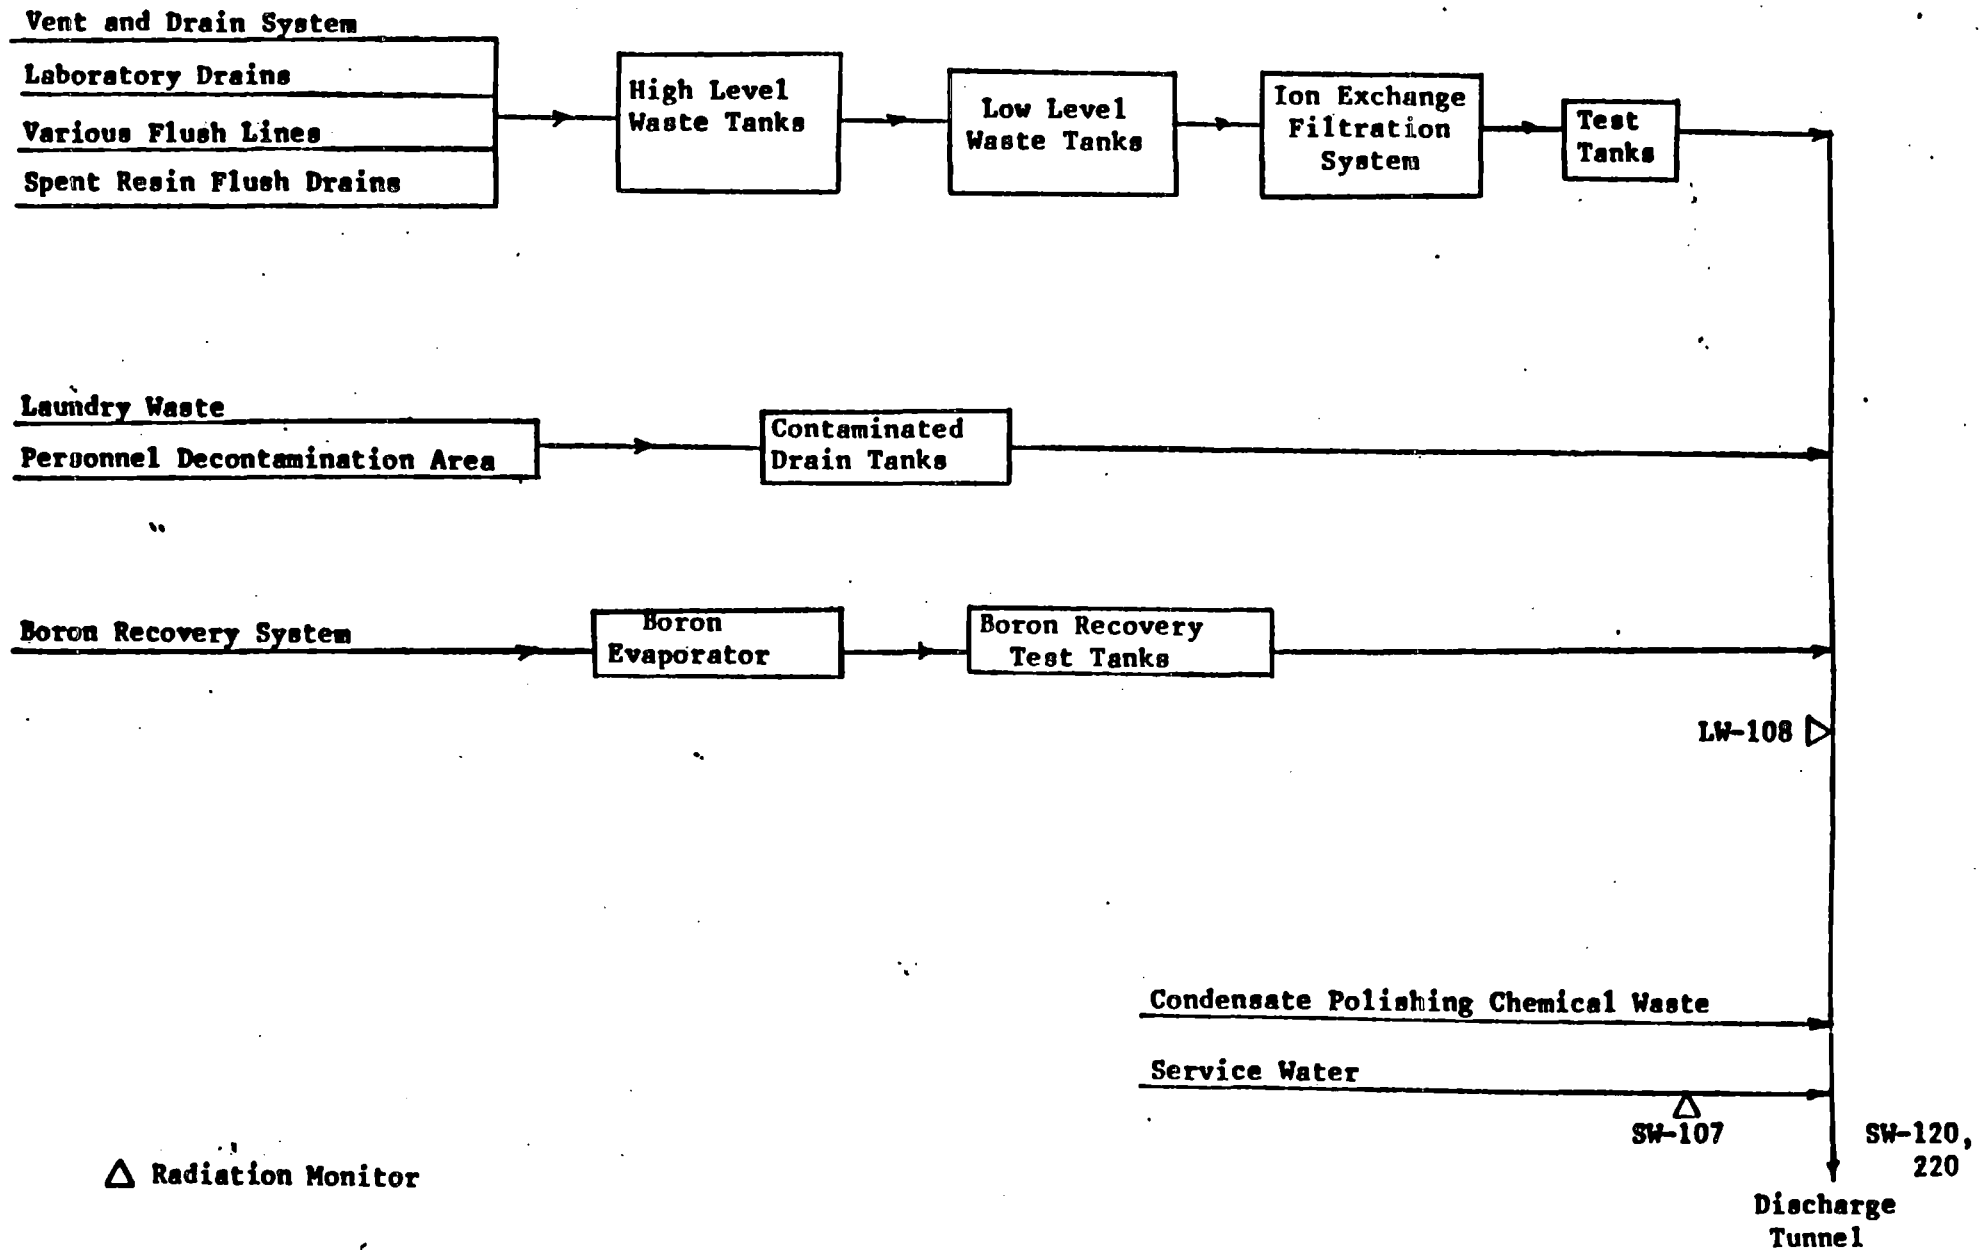 Vent and Drain System
Laboratory Drains
Various Flush Lines
Spent Resin Flush Drains
High Level
Waste Tanks
Low Level
Waste Tanks
Ion Exchange
Filtration
System
Test
Tanks
Laundry Waste
Personnel Decontamination Area
Contaminated
Drain Tanks
Boron Recovery System
Boron
Evaporator
Boron Recovery
Test Tanks
LW-108
Condensate Polishing Chemical Waste
Service Water
SW-107
SW-120,
220
Radiation Monitor
Discharge
Tunnel